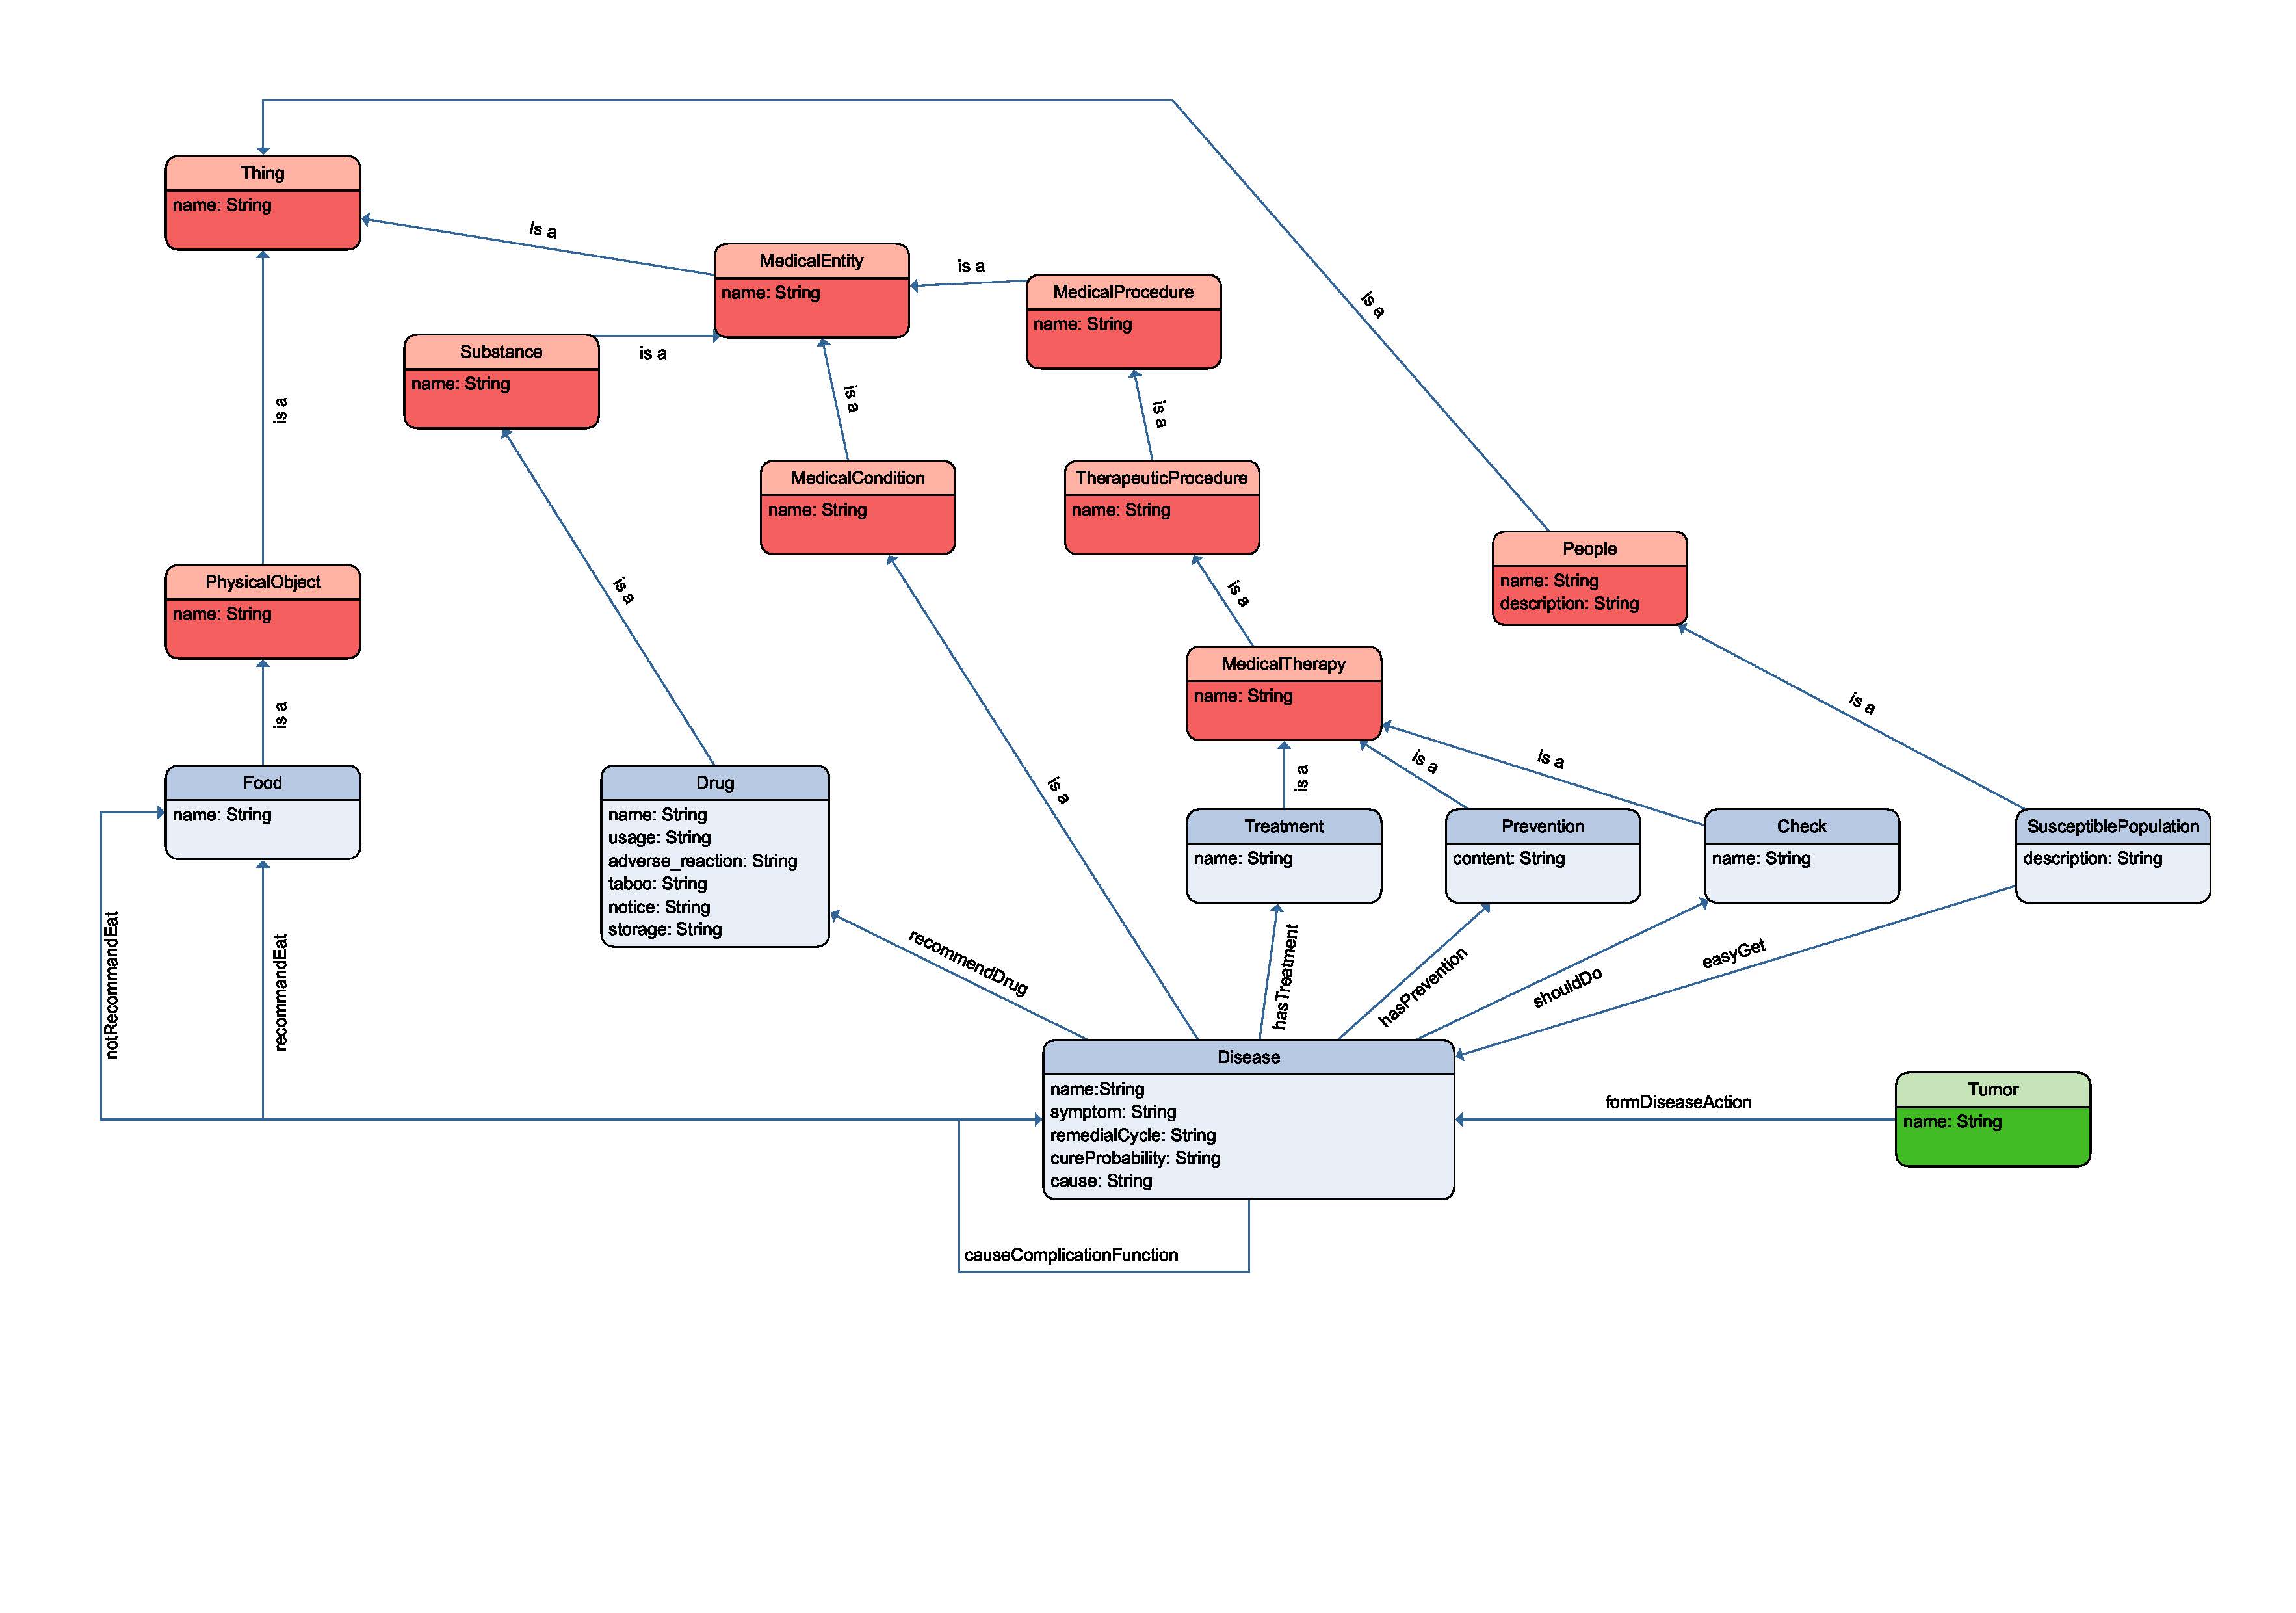 Thing
name: String
is a
MedicalEntity
name: String
is a
MedicalProcedure
name: String
is a
Substance
name: String
is a
is a
is a
is a
MedicalCondition
name: String
TherapeuticProcedure
name: String
People
name: String
description: String
PhysicalObject
name: String
is a
is a
MedicalTherapy
name: String
is a
is a
Food
name: String
Drug
name: String
usage: String
adverse_reaction: String
taboo: String
notice: String
storage: String
is a
is a
is a
is a
Treatment
name: String
Prevention
content: String
Check
name: String
SusceptiblePopulation
description: String
notRecommandEat
recommandEat
recommendDrug
hasTreatment
hasPrevention
shouldDo
easyGet
Disease
name:String
symptom: String
remedialCycle: String
cureProbability: String
cause: String
formDiseaseAction
Tumor
name: String
causeComplicationFunction